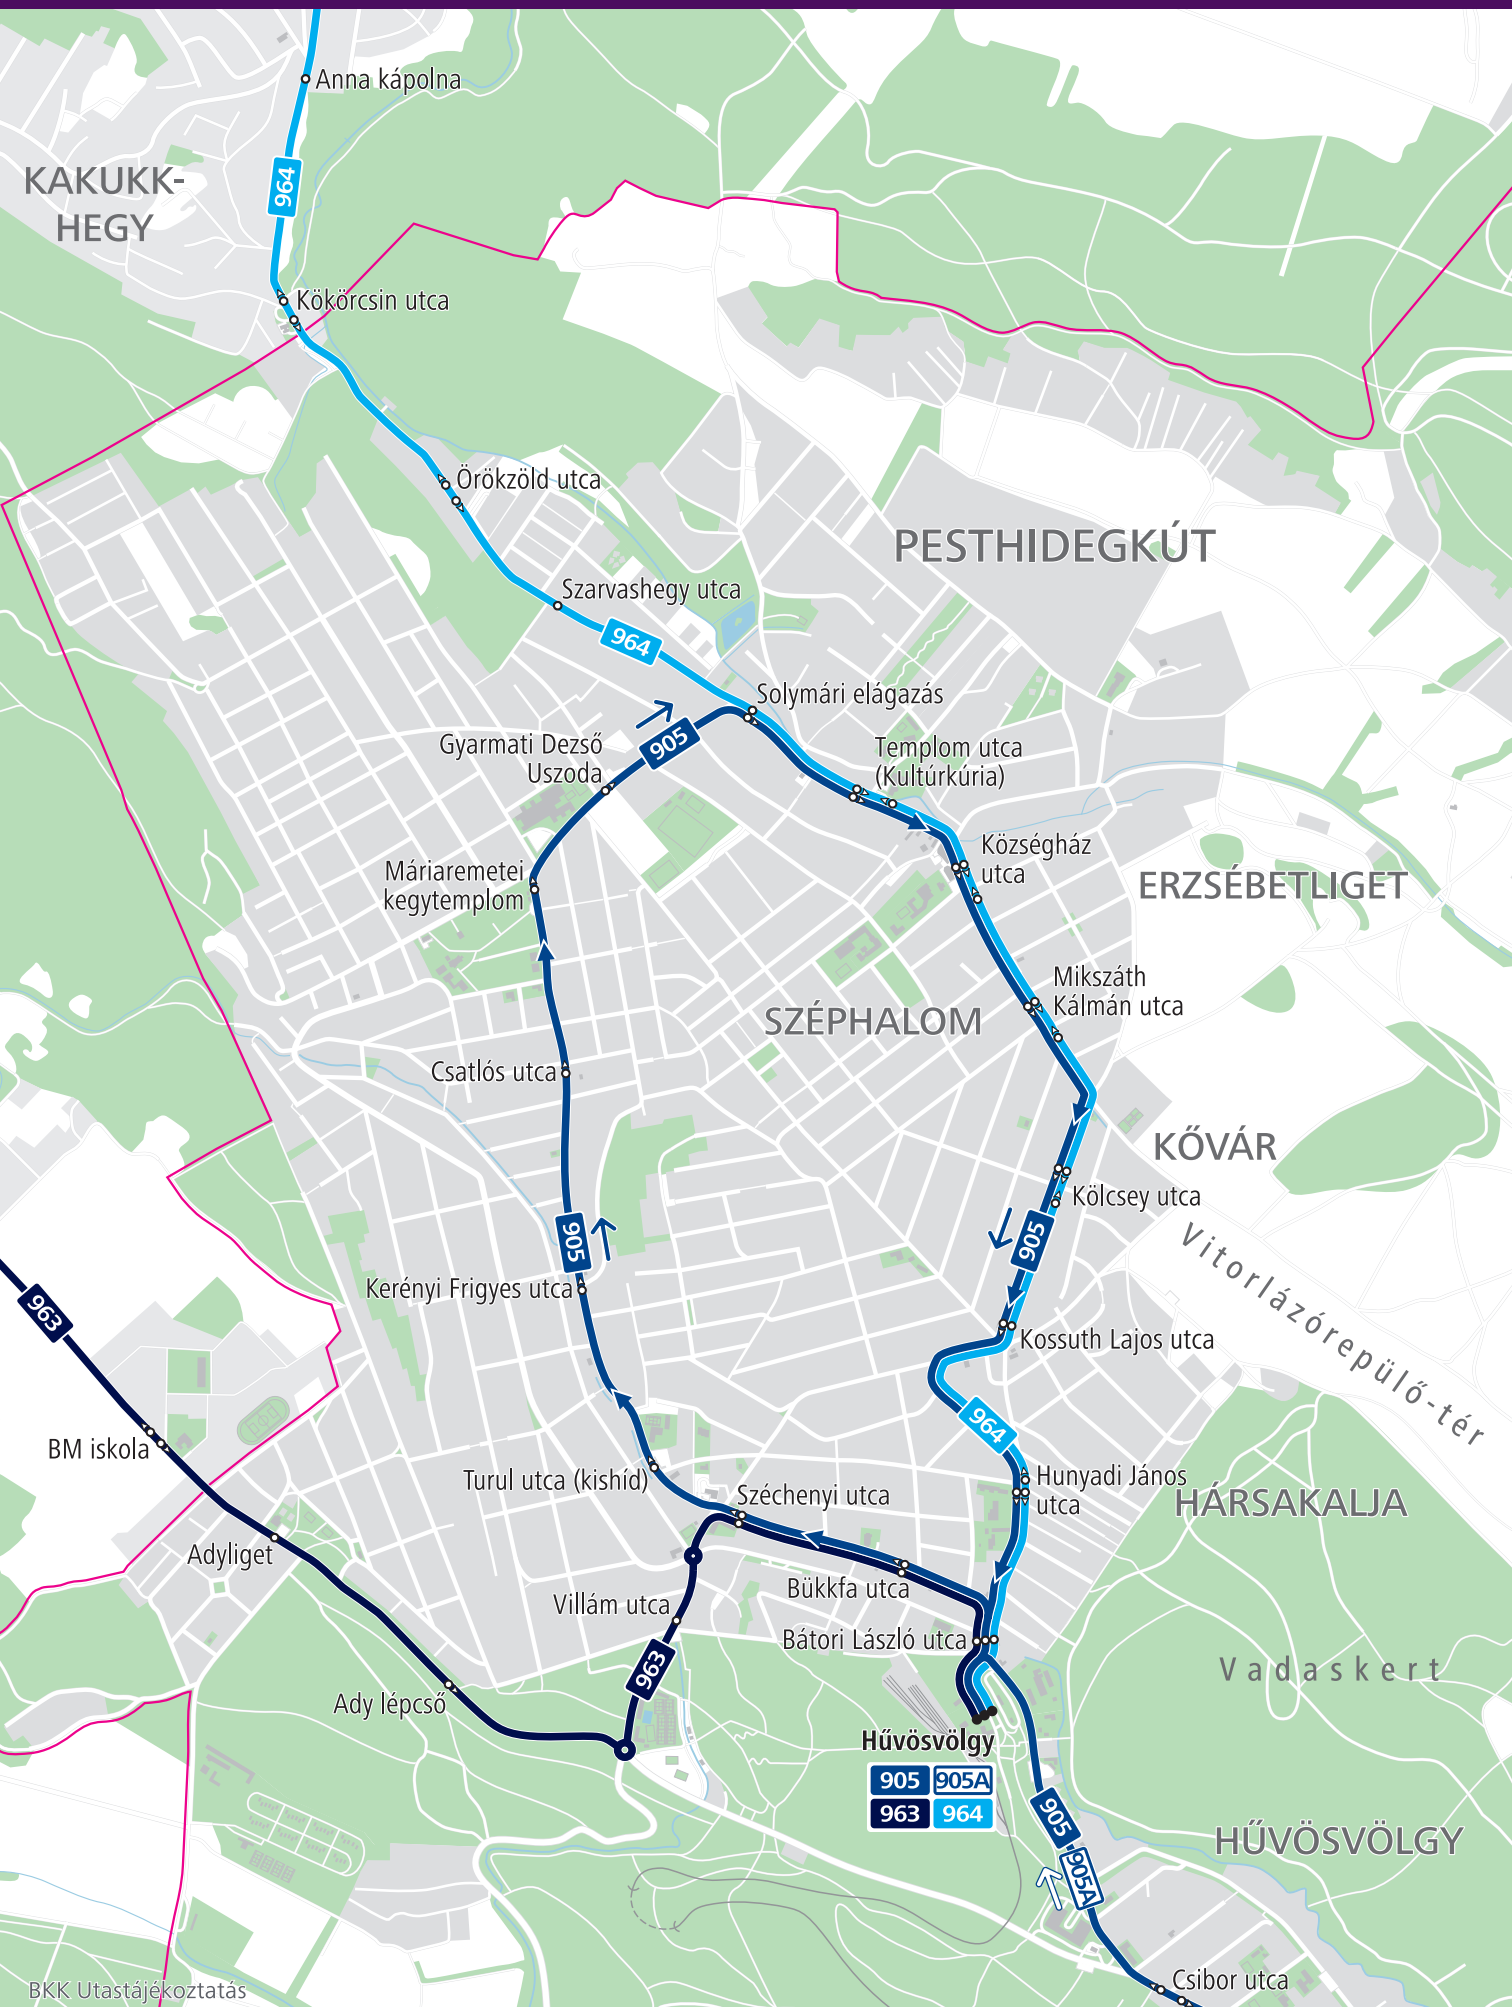 Anna kápolna
KAKUKK-
HEGY
964
Kökörcsin utca
Örökzöld utca
PESTHIDEGKÚT
Szarvashegy utca
964
Solymári elágazás
Gyarmati Dezső
Uszoda
905
Templom utca
(Kultúrkúria)
Községház
utca
Máriaremetei
kegytemplom
ERZSÉBETLIGET
Mikszáth
Kálmán utca
SZÉPHALOM
Csatlós utca
KŐVÁR
Kölcsey utca
905
905
Vitorlázórepülő-tér
Kerényi Frigyes utca
963
Kossuth Lajos utca
964
BM iskola
Turul utca (kishíd)
Széchenyi utca
Hunyadi János
utca
HÁRSAKALJA
Adyliget
Bükkfa utca
Villám utca
Bátori László utca
963
Vadaskert
Ady lépcső
Hűvösvölgy
905 905A
963 964
905
HŰVÖSVÖLGY
905A
Csibor utca
BKK Utastájékoztatás